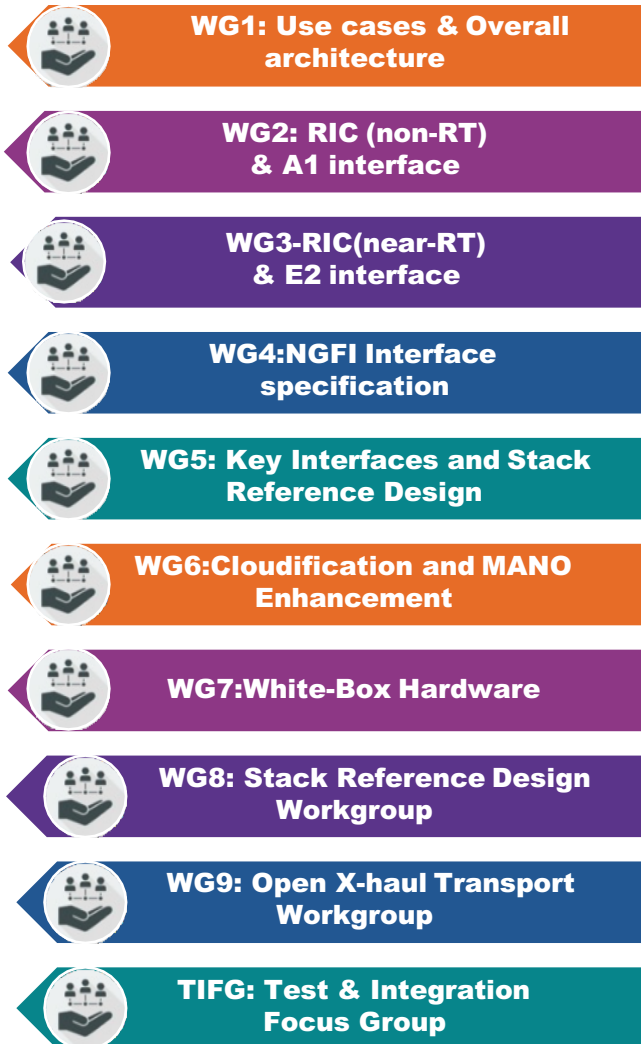 WG1: Use cases & Overall
architecture
WG2: RIC (non-RT)
& A1 interface
WG3-RIC(near-RT)
& E2 interface
WG4:NGFI Interface
specification
WG5: Key Interfaces and Stack
Reference Design
WG6:Cloudification and MANO
Enhancement
WG7:White-Box Hardware
WG8: Stack Reference Design
Workgroup
WG9: Open X-haul Transport
Workgroup
TIFG: Test & Integration
Focus Group